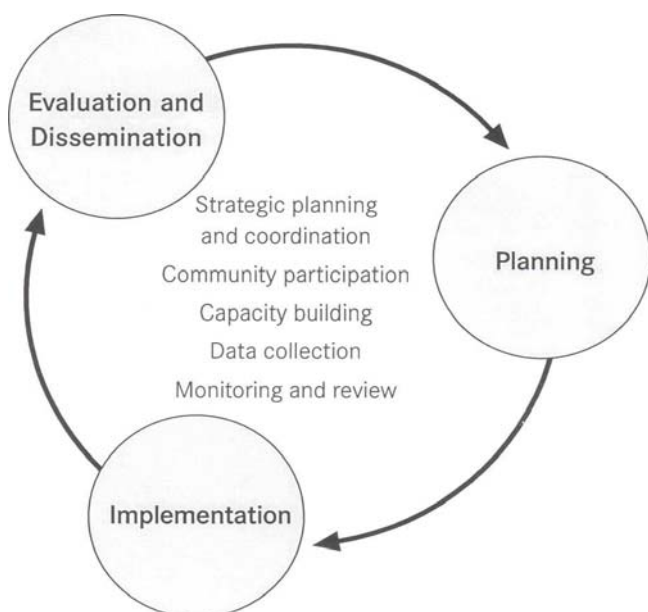 Evaluation and
Dissemination
Strategic planning
and coordination
Community participation
Capacity building
Data collection
Monitoring and review
Planning
Implementation